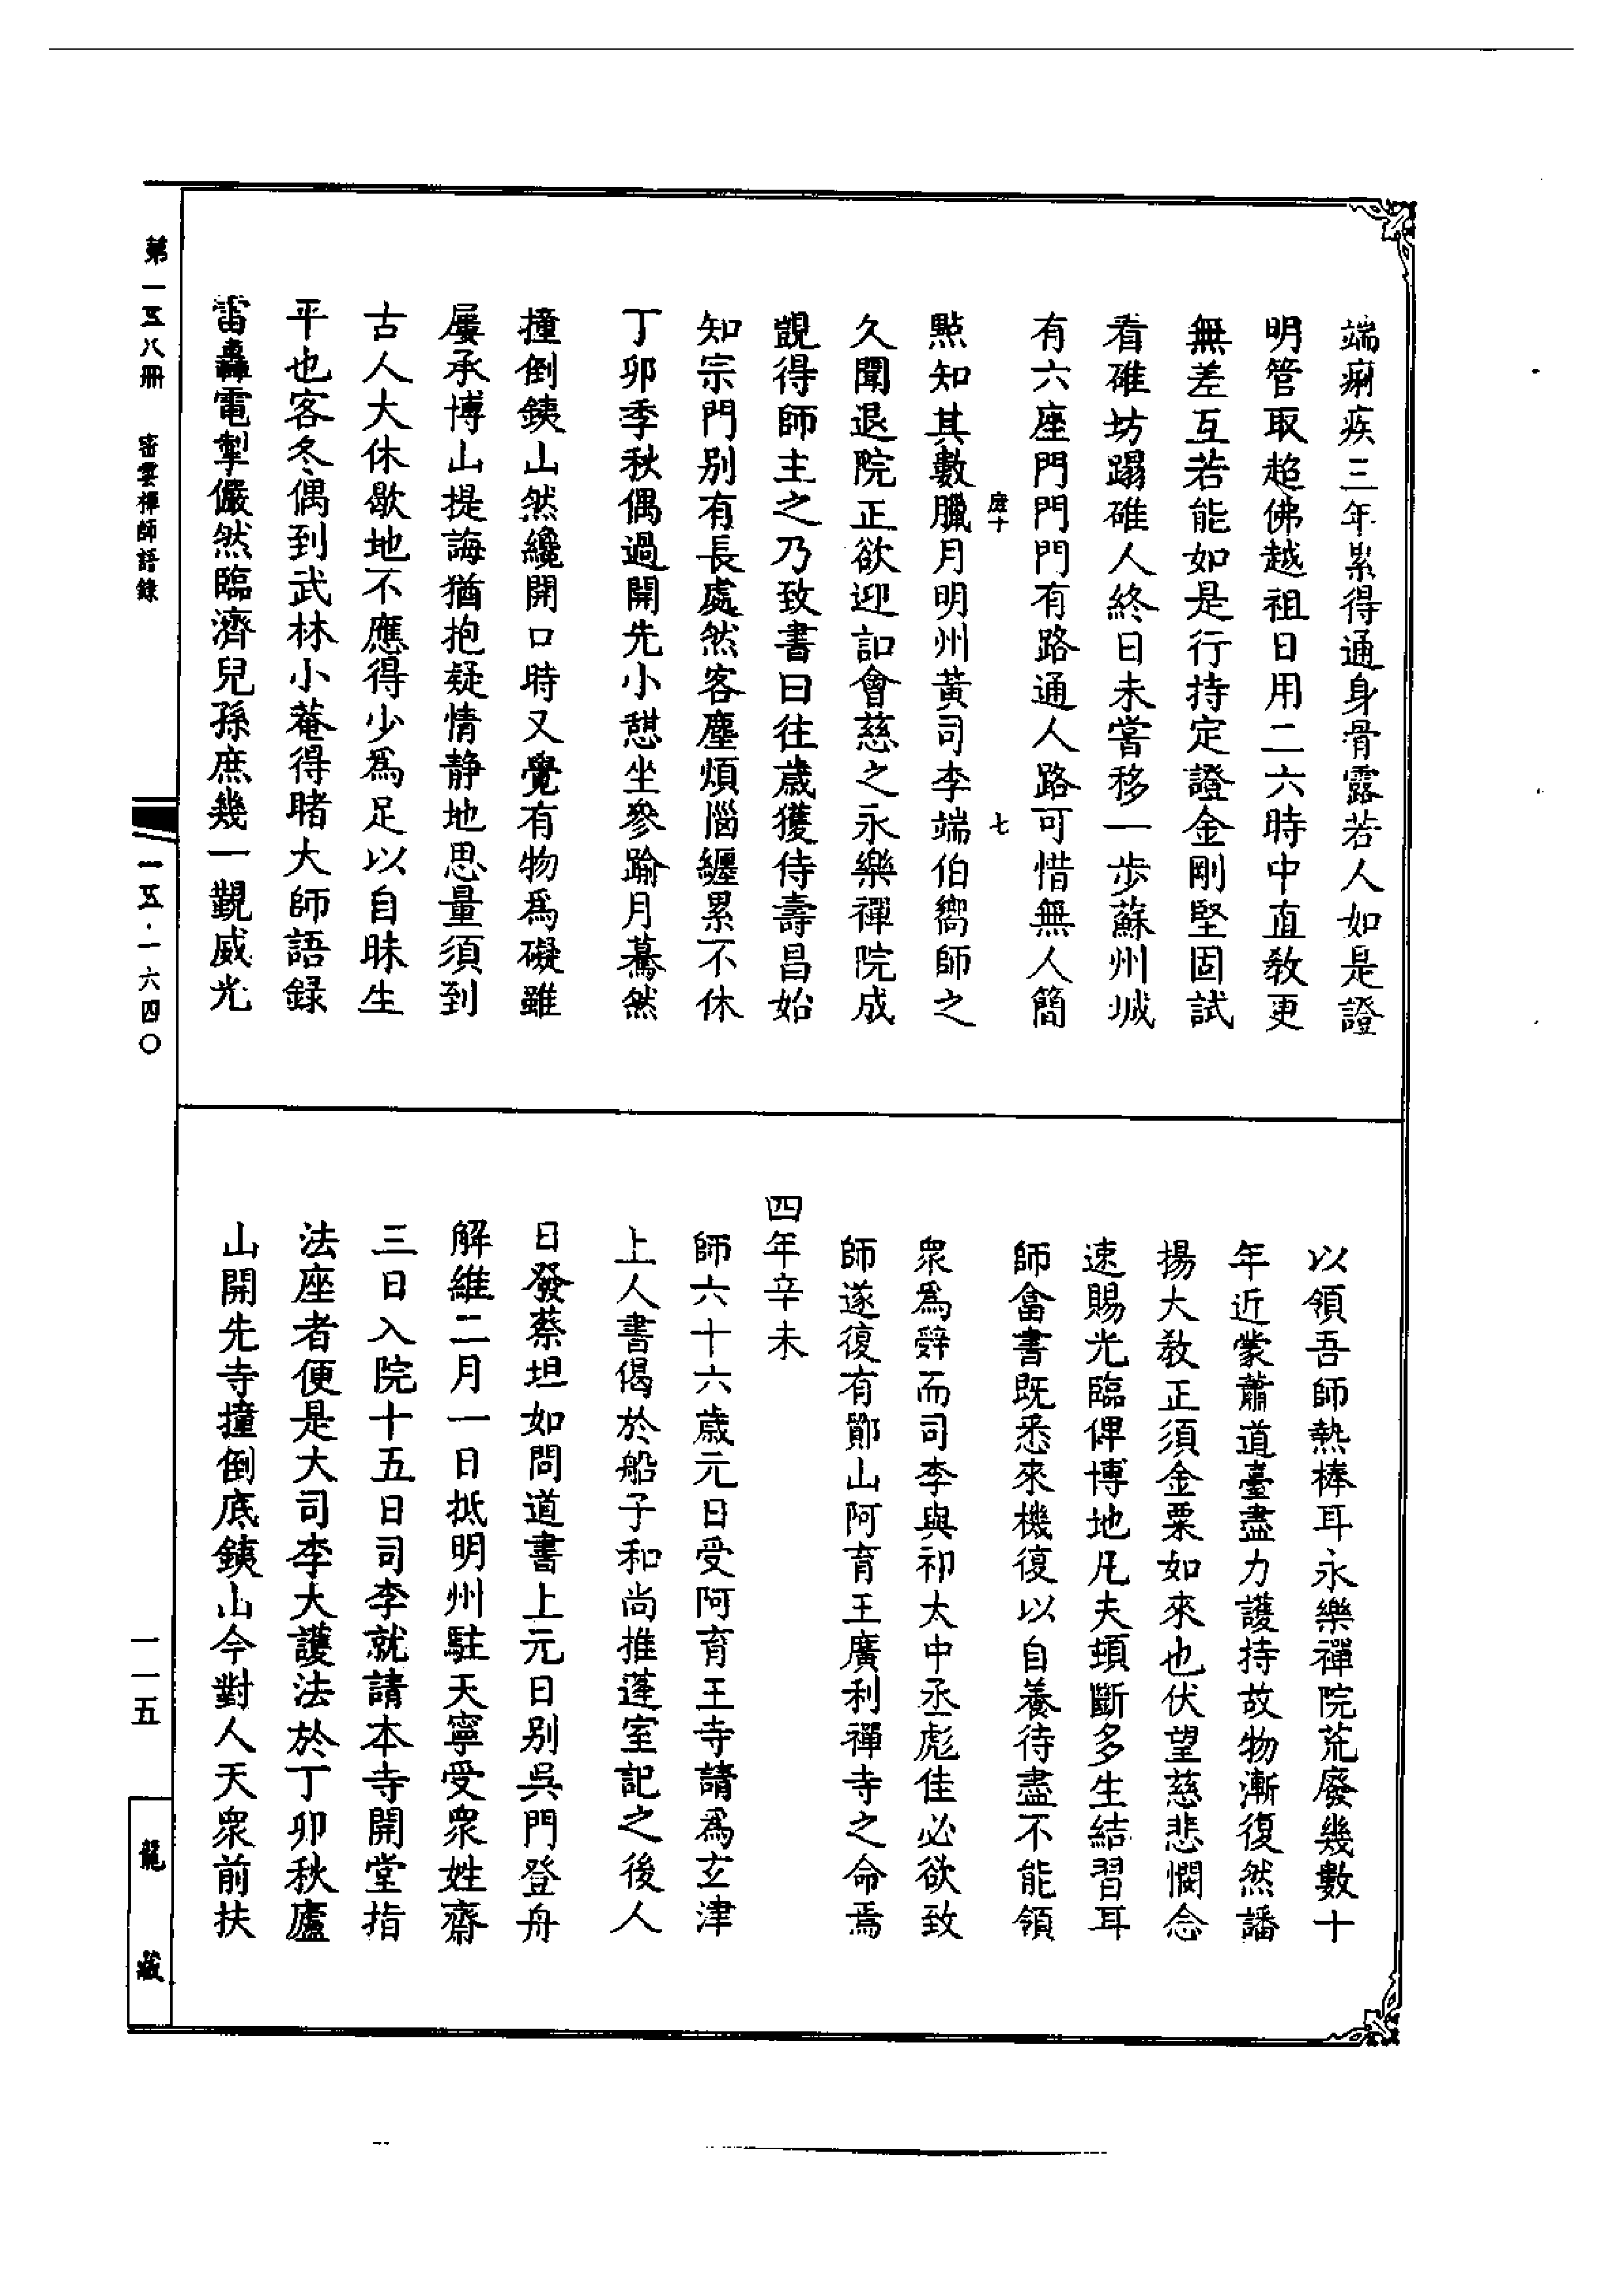 端痢疾三年累得通身骨露若人如是證
明管取超佛越祖日用二六時中直敎更
無差互若能如是行持定證金剛堅固試
看碓坊蹋碓人終日未嘗移一步蘇州城
有六座門門門有路通人路可惜無人簡
七
點知其數臘月明州黃司李端伯嚮師之
久聞退院正欲迎訒會慈之永樂禪院成
覬得師主之乃致書曰往歲獲侍壽昌始
知宗門別有長處然客塵煩惱纏累不休
丁卯季秋偶過開先小憇坐參踰月驀然
撞倒銕山然纔開口時又覺有物爲礙雖
屢承博山提誨猶抱疑情靜地思量須到
古人大休歇地不應得少爲足以自昧生
平也客冬偶到武林小菴得睹大師語録
雷轟電掣儼然臨濟兒孫庶幾一覲威光
以領吾師熱棒耳永樂禪院荒廢幾數十
年近蒙蕭道臺盡力護持故物漸復然譒
揚大敎正須金粟如來也伏望慈悲憫念
速賜光臨俾博地凡夫頓斷多生結習耳
師畣書既悉來機復以自養待盡不能領
衆爲辭而司李與祁太中丞彪佳必欲致
師遂復有鄮山阿育王廣利禪寺之命焉
四年辛未
師六十六歲元日受阿育王寺請爲玄津
上人書偈於船子和尚推蓬室記之後人
日發蔡坦如問道書上元日別吳門登舟
解維二月一日抵明州駐天寧受衆姓齋
三日入院十五日司李就請本寺開堂指
法座者便是大司李大護法於丁卯秋廬
山開先寺撞倒底銕山今對人天衆前扶
第一五八冊　密雲禪師語錄
一五·一六四〇
一一五
龍藏